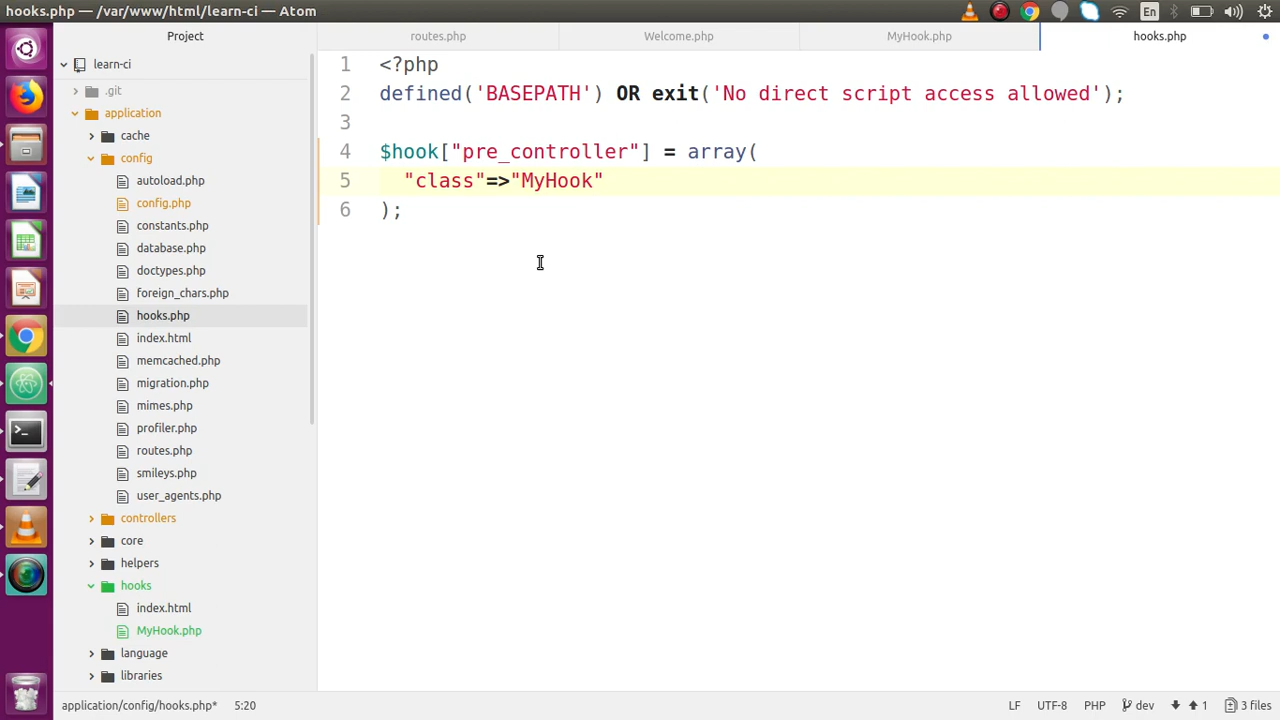 hooks.php — /var/www/html/learn-ci — Atom
En
Project
routes.php
Welcome.php
MyHook.php
hooks.php
learn-ci
.git
application
cache
config
autoload.php
config.php
constants.php
database.php
doctypes.php
foreign_chars.php
hooks.php
index.html
memcached.php
migration.php
mimes.php
profiler.php
routes.php
smileys.php
user_agents.php
controllers
core
helpers
hooks
index.html
MyHook.php
language
libraries
1 <?php
2 defined('BASEPATH') OR exit('No direct script access allowed');
3
4 $hook["pre_controller"] = array(
5 "class"=>"MyHook"
6 );
application/config/hooks.php* 5:20
LF UTF-8 PHP dev 1 3 files